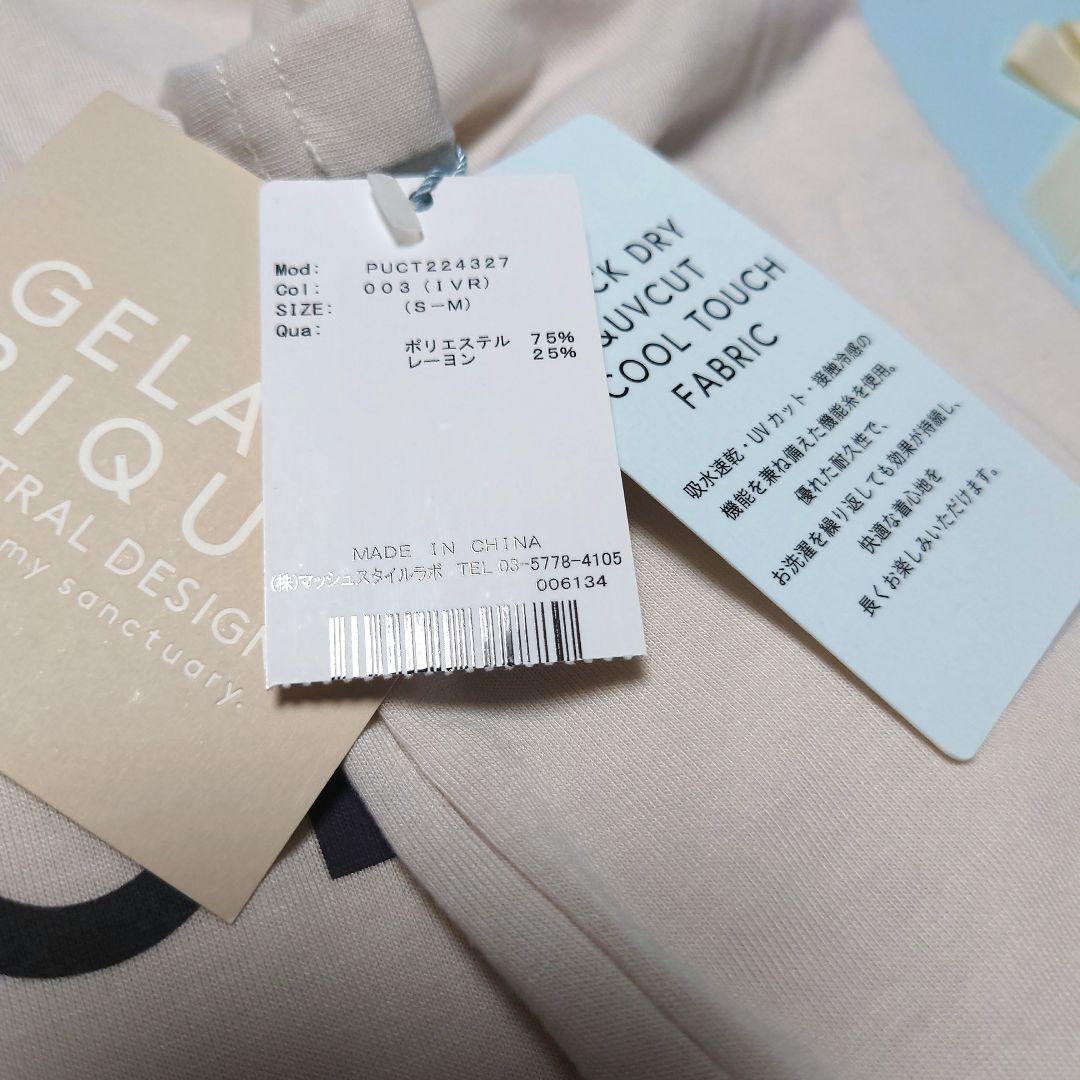 GELA
PIQU
TRAL DESIGN
my sanctuary.
Mod: PUCT224327
Col: 003(IVR)
SIZE: (S-M)
Qua:
ポリエステル 75%
レーヨン 25%
MADE IN CHINA
(株)マッシュスタイルラボ TEL 03-5778-4105
006134
CK DRY
&UVCUT
COOL TOUCH
FABRIC
吸水速乾・UVカット・接触冷感の
機能を兼ね備えた機能糸を使用。
優れた耐久性で、
お洗濯を繰り返しても効果が持続し、
快適な着心地を
長くお楽しみいただけます。